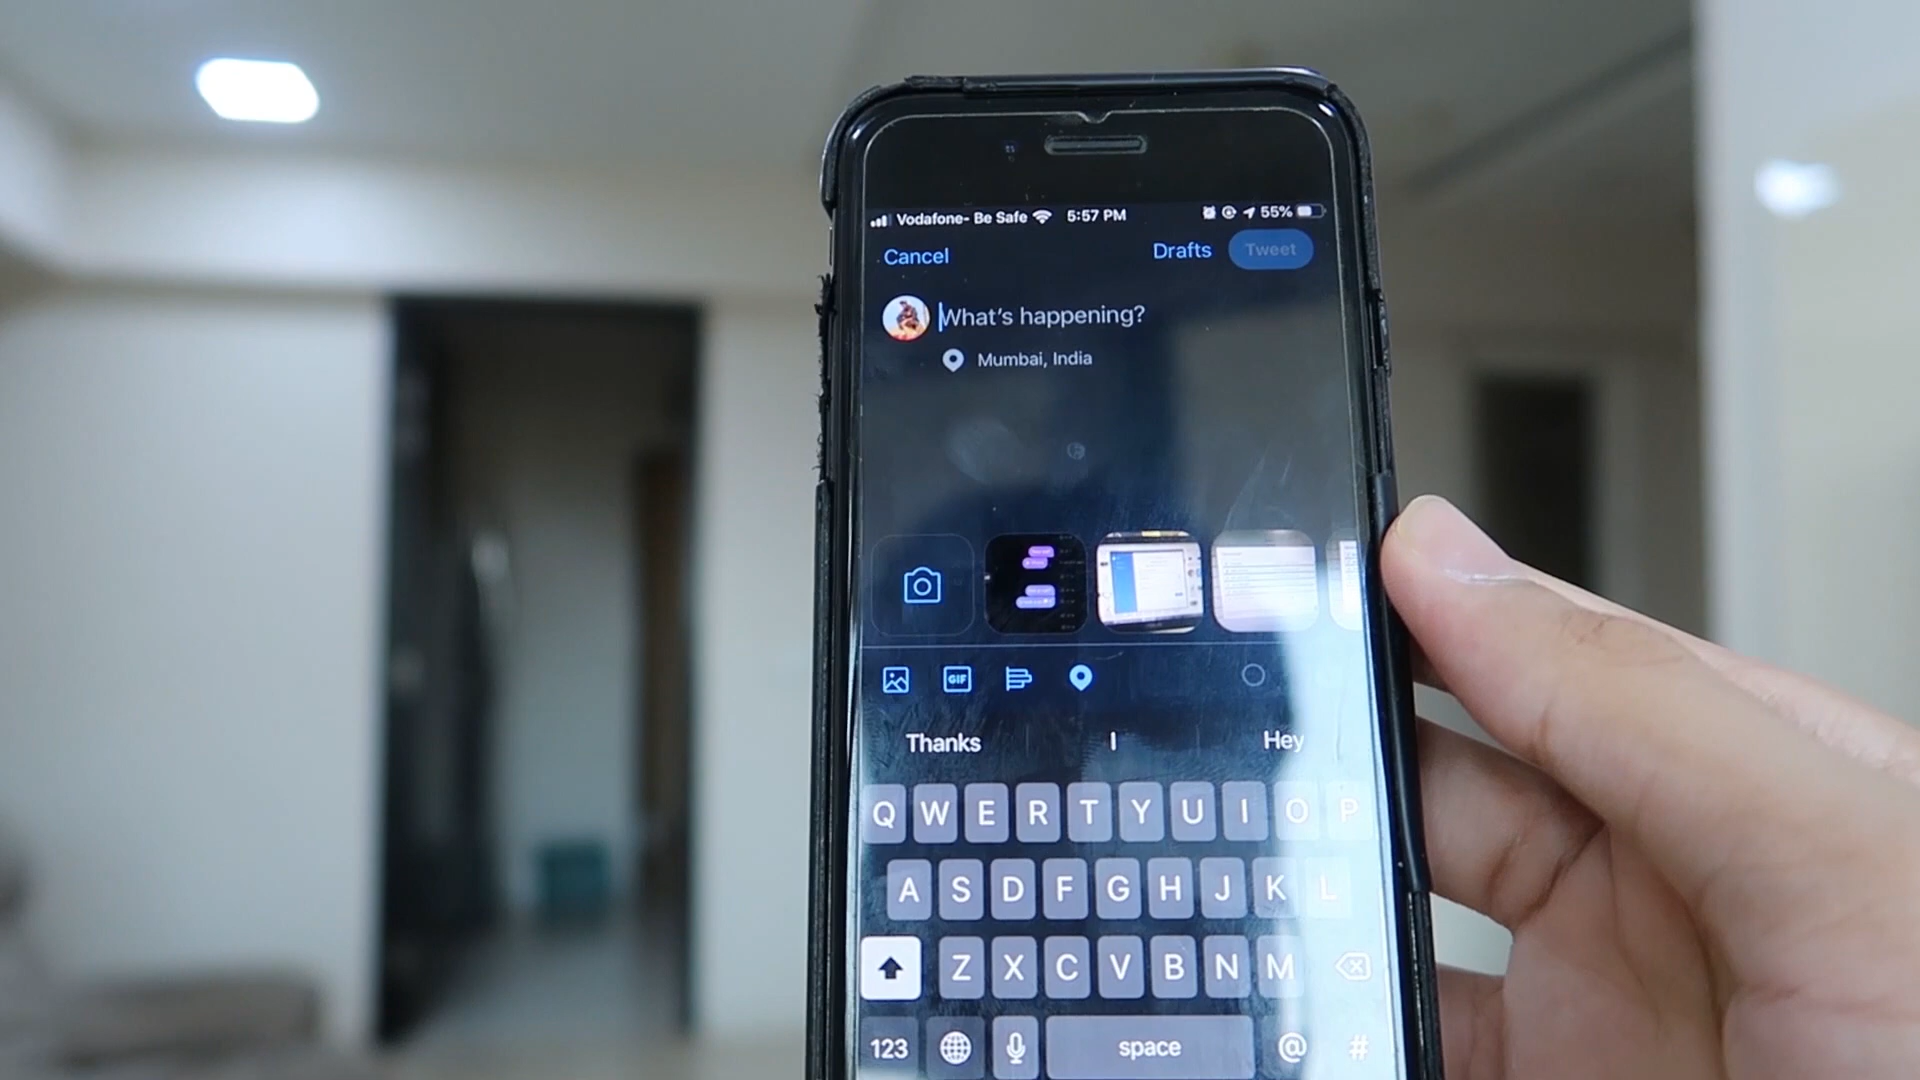 Vodafone- Be Safe 5:57 PM 55%
Cancel Drafts Tweet
What's happening?
Mumbai, India
GIF
Thanks I Hey
Q W E R T Y U I O P
A S D F G H J K L
Z X C V B N M
123 space @ #